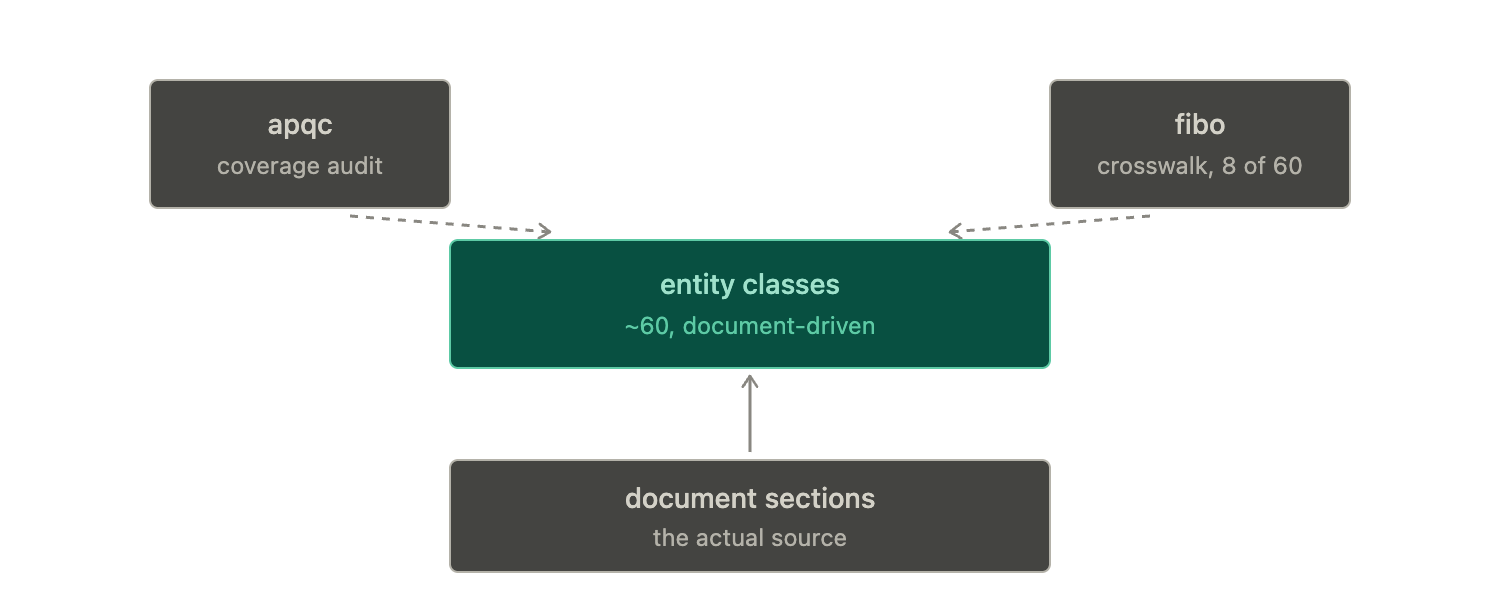 apqc
coverage audit
fibo
crosswalk, 8 of 60
entity classes
~60, document-driven
document sections
the actual source